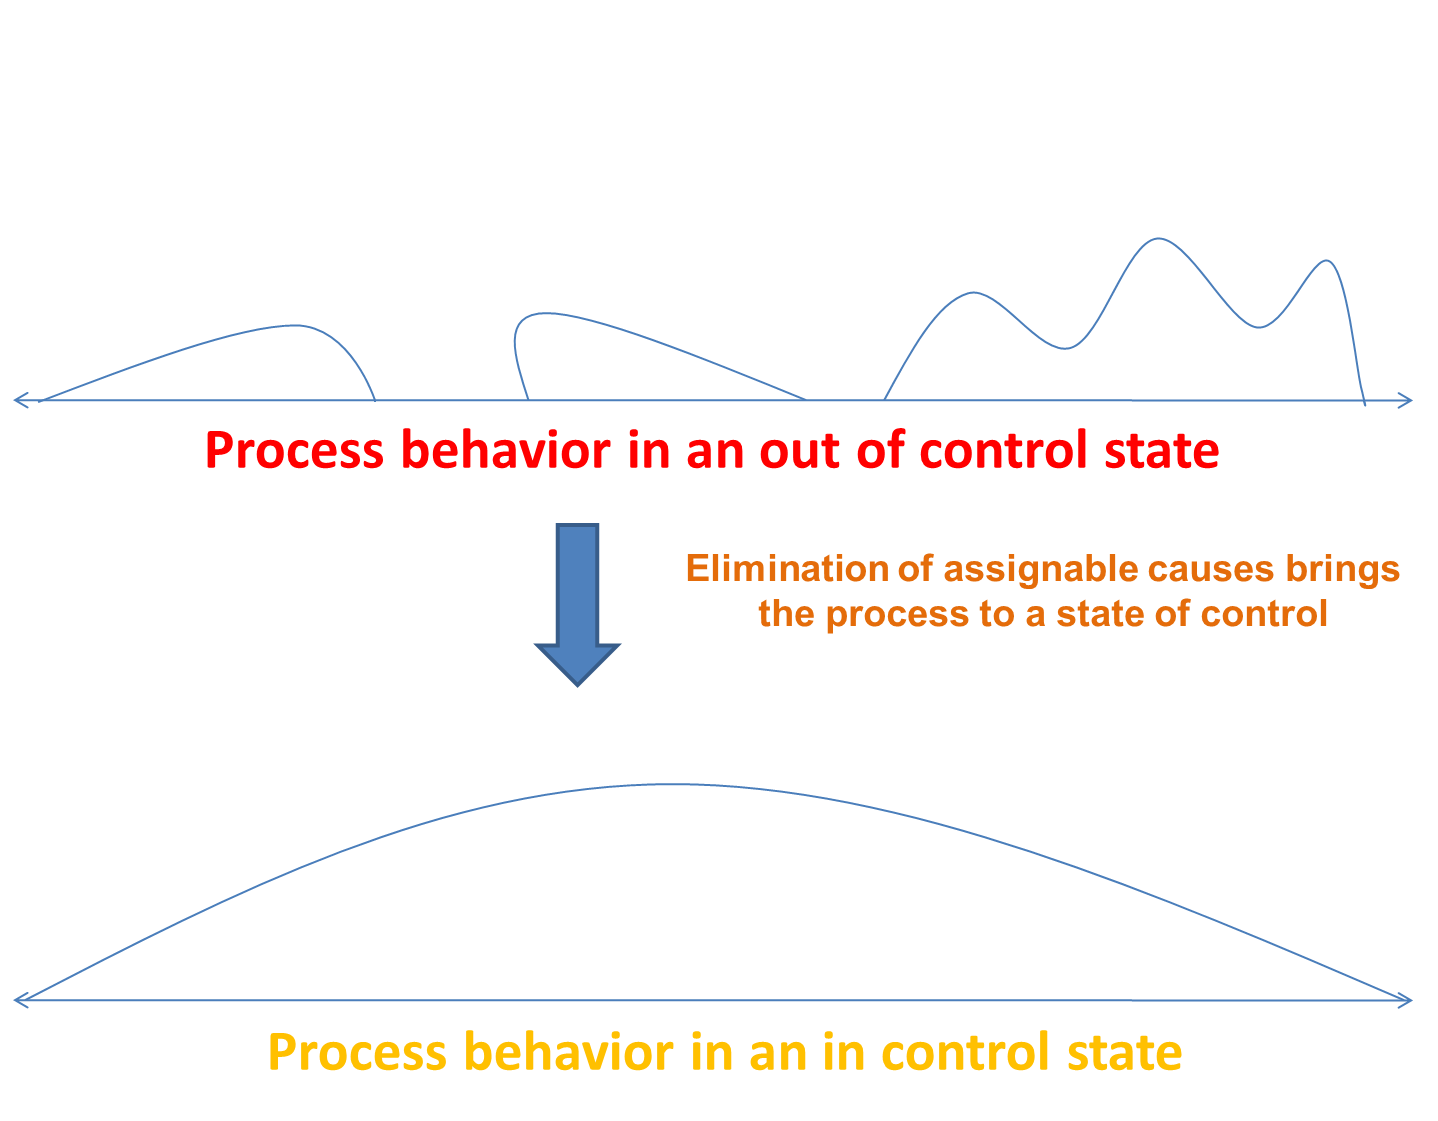 Process behavior in an out of control state
Elimination of assignable causes brings
the process to a state of control
Process behavior in an in control state